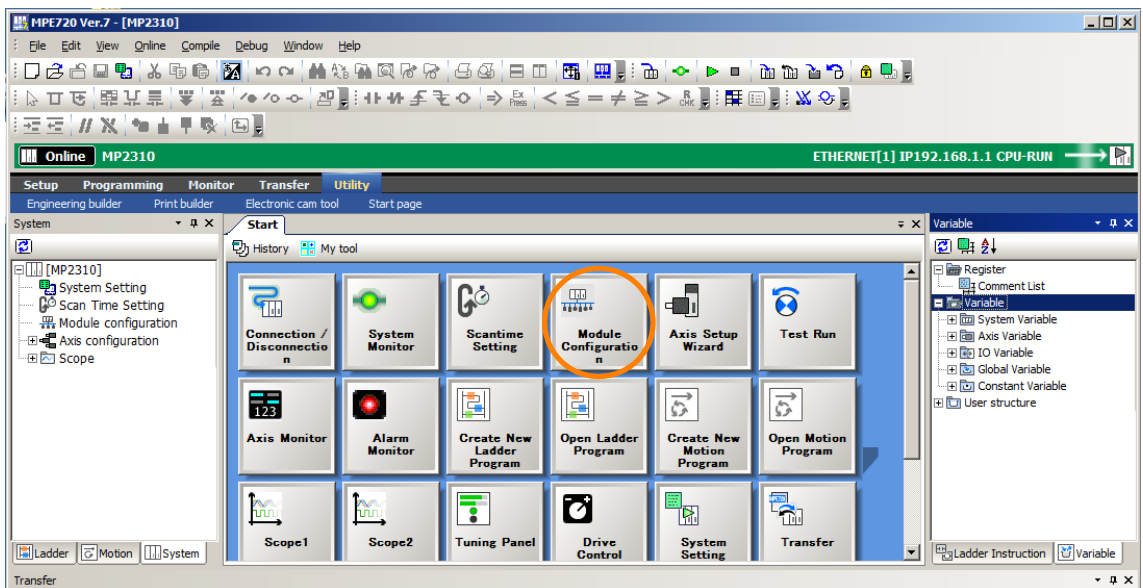 MPE720 Ver.7 - [MP2310]
File Edit View Online Compile Debug Window Help
Online MP2310 ETHERNET[1] IP192.168.1.1 CPU-RUN
Setup Programming Monitor Transfer Utility
Engineering builder Print builder Electronic cam tool Start page
System
[MP2310]
System Setting
Scan Time Setting
Module configuration
Axis configuration
Scope
Ladder Motion System
Start
History My tool
Connection / Disconnectio n
System Monitor
Scantime Setting
Module Configuratio n
Axis Setup Wizard
Test Run
123
Axis Monitor
Alarm Monitor
Create New Ladder Program
Open Ladder Program
Create New Motion Program
Open Motion Program
Scope1
Scope2
Tuning Panel
Drive Control
System Setting
Transfer
Variable
Register
Comment List
Variable
System Variable
Axis Variable
IO Variable
Global Variable
Constant Variable
User structure
Ladder Instruction Variable
Transfer